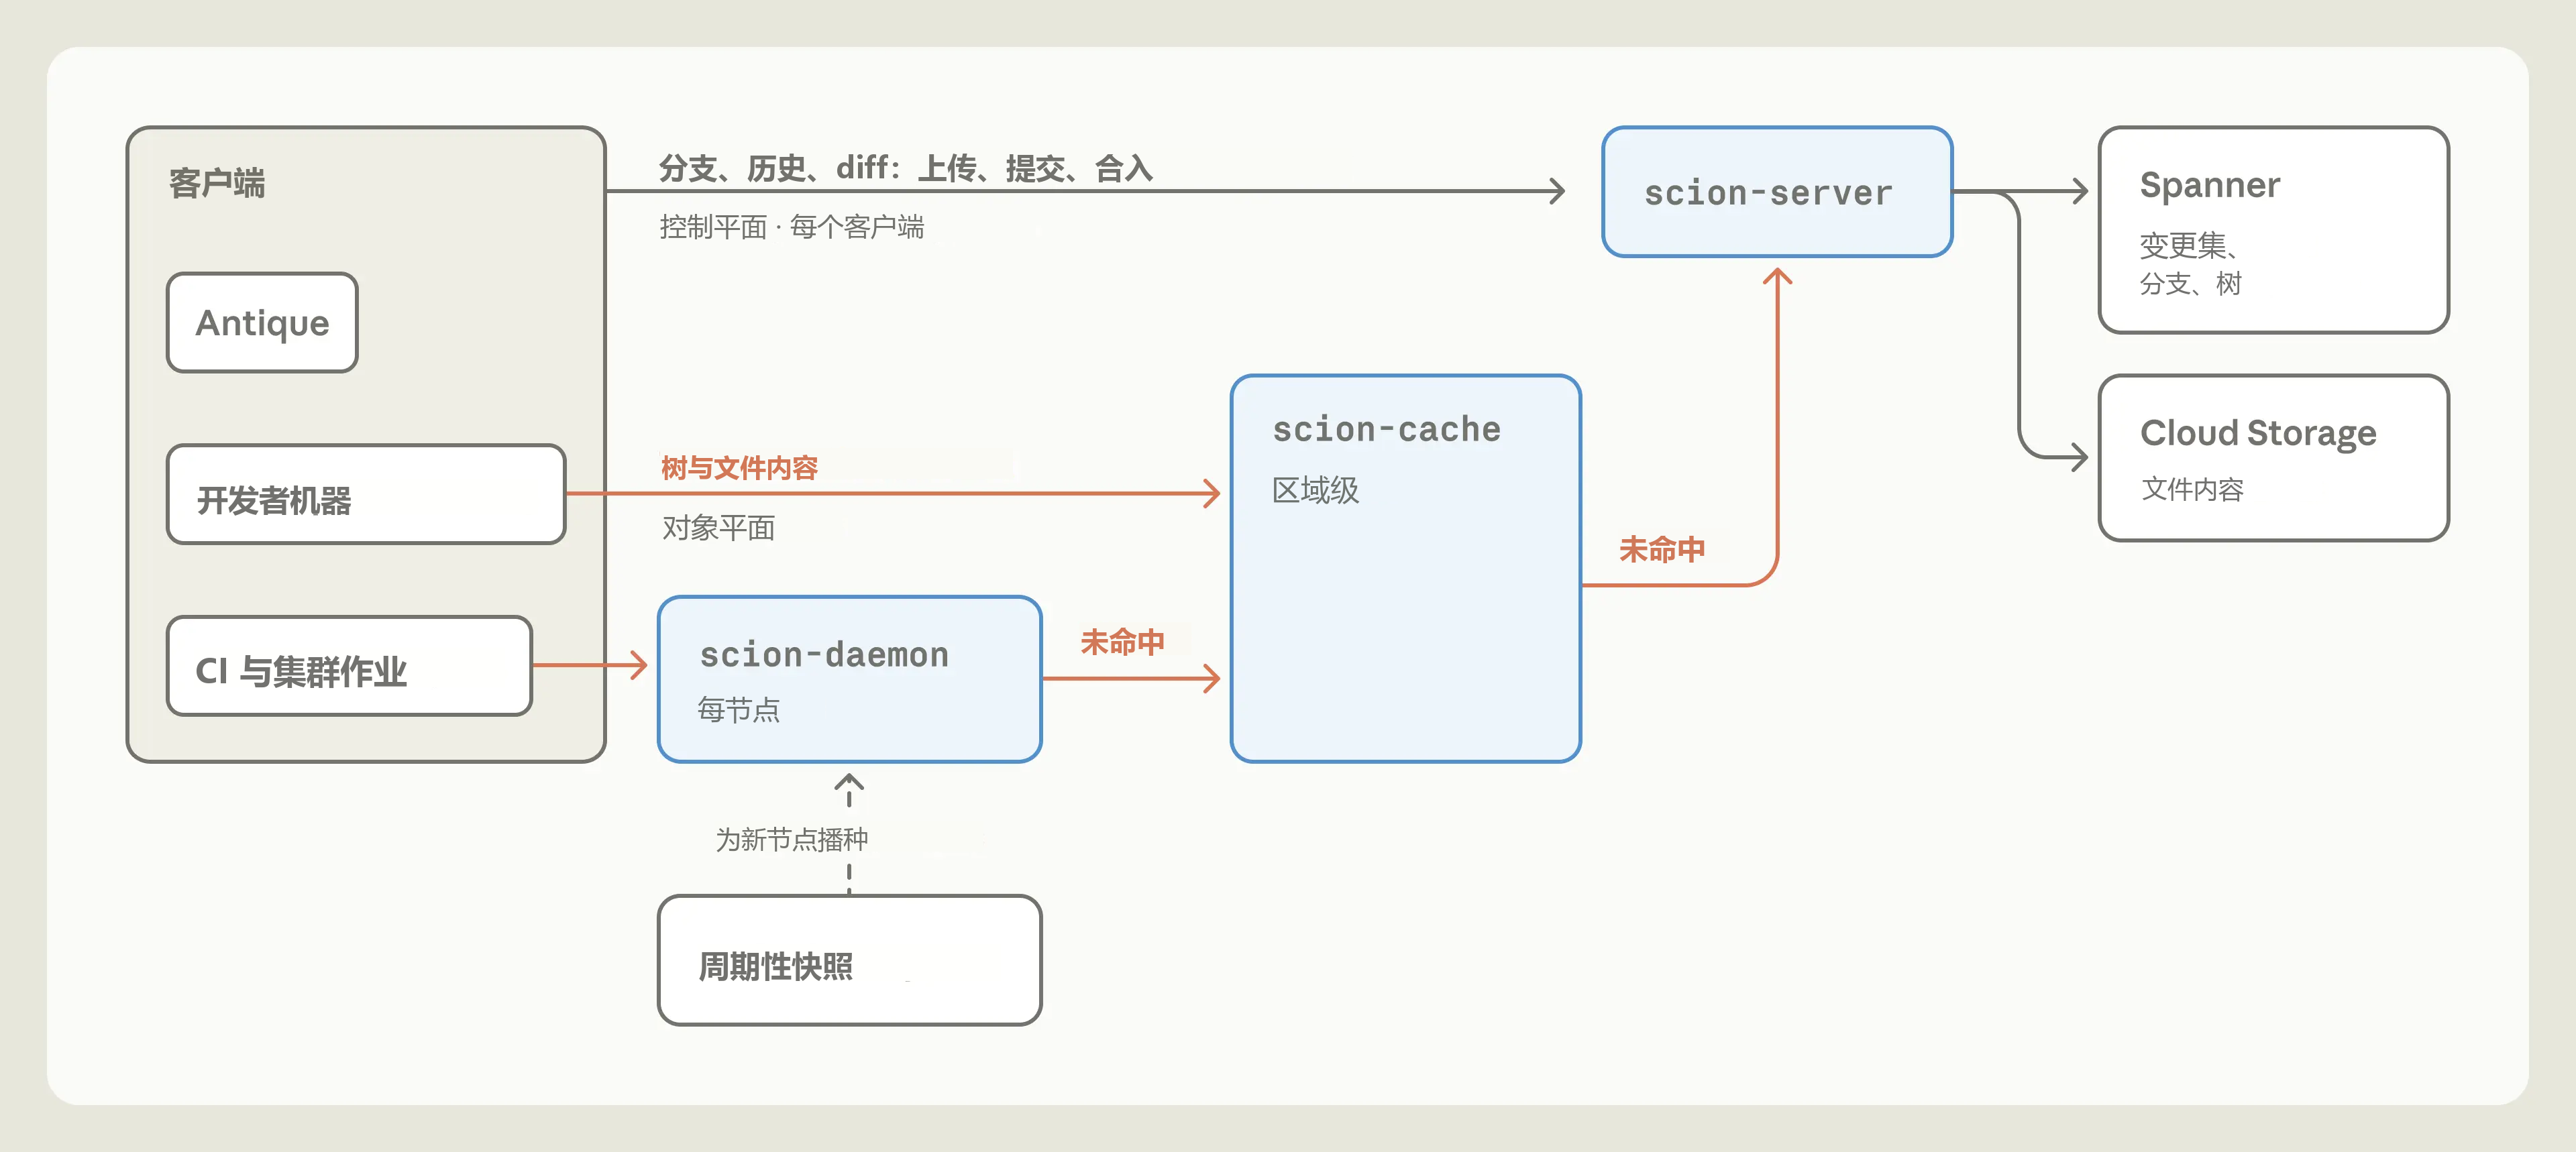 客户端
分支、历史、diff：上传、提交、合入
控制平面 · 每个客户端
scion-server
Spanner
变更集、
分支、树
Antique
scion-cache
区域级
Cloud Storage
文件内容
开发者机器
树与文件内容
对象平面
未命中
CI 与集群作业
scion-daemon
每节点
未命中
为新节点播种
周期性快照